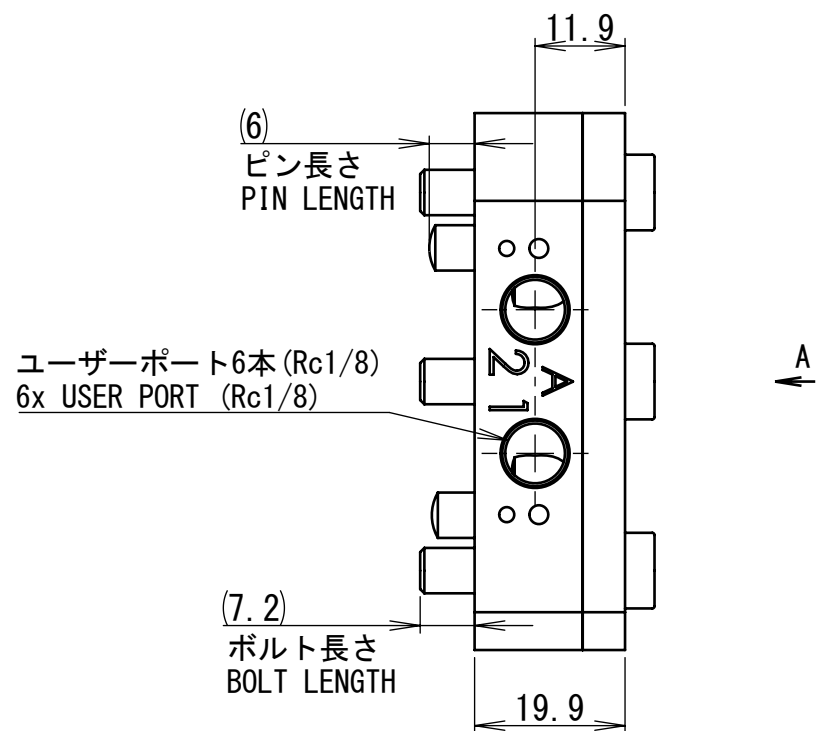 11.9
(6)
ピン長さ
PIN LENGTH
ユーザーポート6本(Rc1/8)
6x USER PORT (Rc1/8)
2
A
1
A
(7.2)
ボルト長さ
BOLT LENGTH
19.9